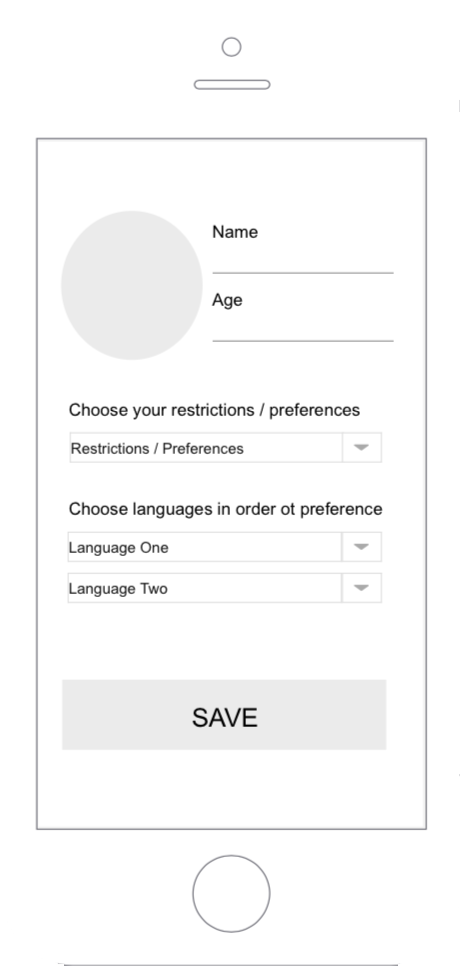 Name
Age
Choose your restrictions / preferences
Restrictions / Preferences
Choose languages in order ot preference
Language One
Language Two
SAVE